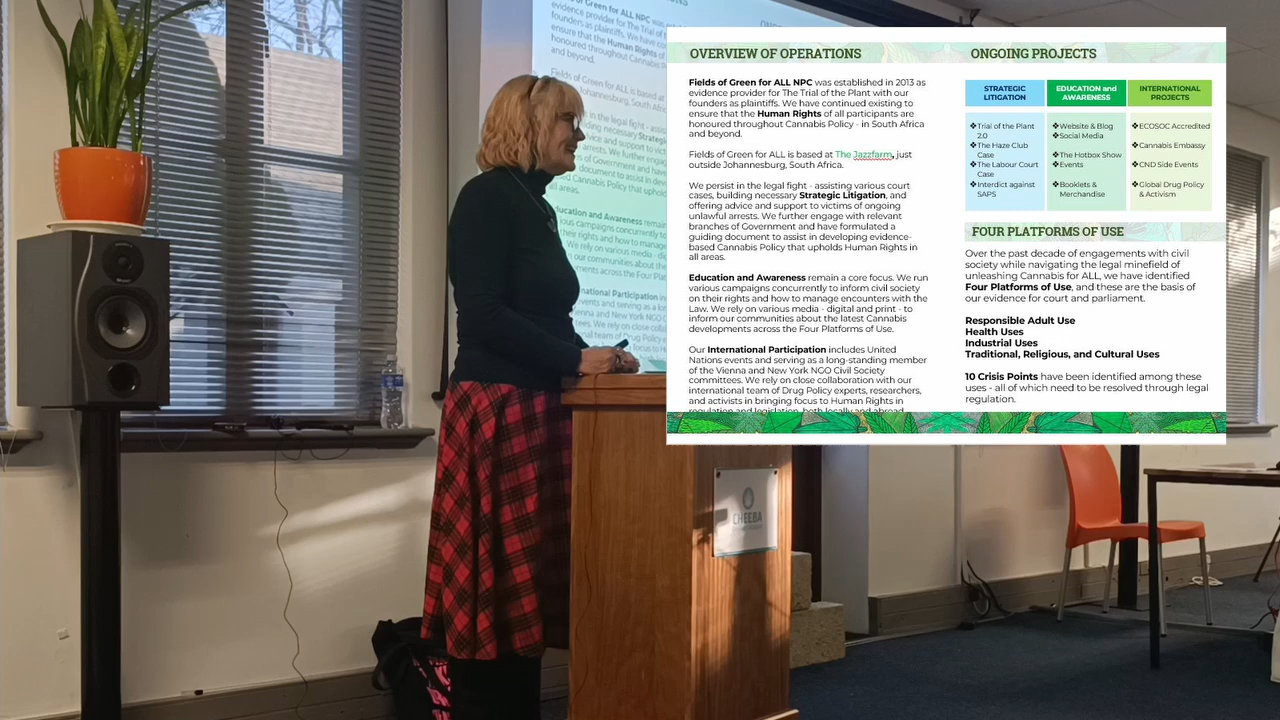 OVERVIEW OF OPERATIONS
Fields of Green for ALL NPC was established in 2013 as
evidence provider for The Trial of the Plant with our
founders as plaintiffs. We have continued existing to
ensure that the Human Rights of all participants are
honoured throughout Cannabis Policy - in South Africa
and beyond.
Fields of Green for ALL is based at The Jazzfarm, just
outside Johannesburg, South Africa.
We persist in the legal fight - assisting various court
cases, building necessary Strategic Litigation, and
offering advice and support to victims of ongoing
unlawful arrests. We further engage with relevant
branches of Government and have formulated a
guiding document to assist in developing evidence-
based Cannabis Policy that upholds Human Rights in
all areas.
Education and Awareness remain a core focus. We run
various campaigns concurrently to inform civil society
on their rights and how to manage encounters with the
Law. We rely on various media - digital and print - to
inform our communities about the latest Cannabis
developments across the Four Platforms of Use.
Our International Participation includes United
Nations events and serving as a long-standing member
of the Vienna and New York NGO Civil Society
committees. We rely on close collaboration with our
international team of Drug Policy experts, researchers,
and activists in bringing focus to Human Rights in
regulation and legislation, both locally and abroad.
ONGOING PROJECTS
STRATEGIC
LITIGATION
❖Trial of the Plant
2.0
❖The Haze Club
Case
❖The Labour Court
Case
❖Interdict against
SAPS
EDUCATION and
AWARENESS
❖Website & Blog
❖Social Media
❖The Hotbox Show
❖Events
❖Booklets &
Merchandise
INTERNATIONAL
PROJECTS
❖ECOSOC Accredited
❖Cannabis Embassy
❖CND Side Events
❖Global Drug Policy
& Activism
FOUR PLATFORMS OF USE
Over the past decade of engagements with civil
society while navigating the legal minefield of
unleashing Cannabis for ALL, we have identified
Four Platforms of Use, and these are the basis of
our evidence for court and parliament.
Responsible Adult Use
Health Uses
Industrial Uses
Traditional, Religious, and Cultural Uses
10 Crisis Points have been identified among these
uses - all of which need to be resolved through legal
regulation.
CHEEBA